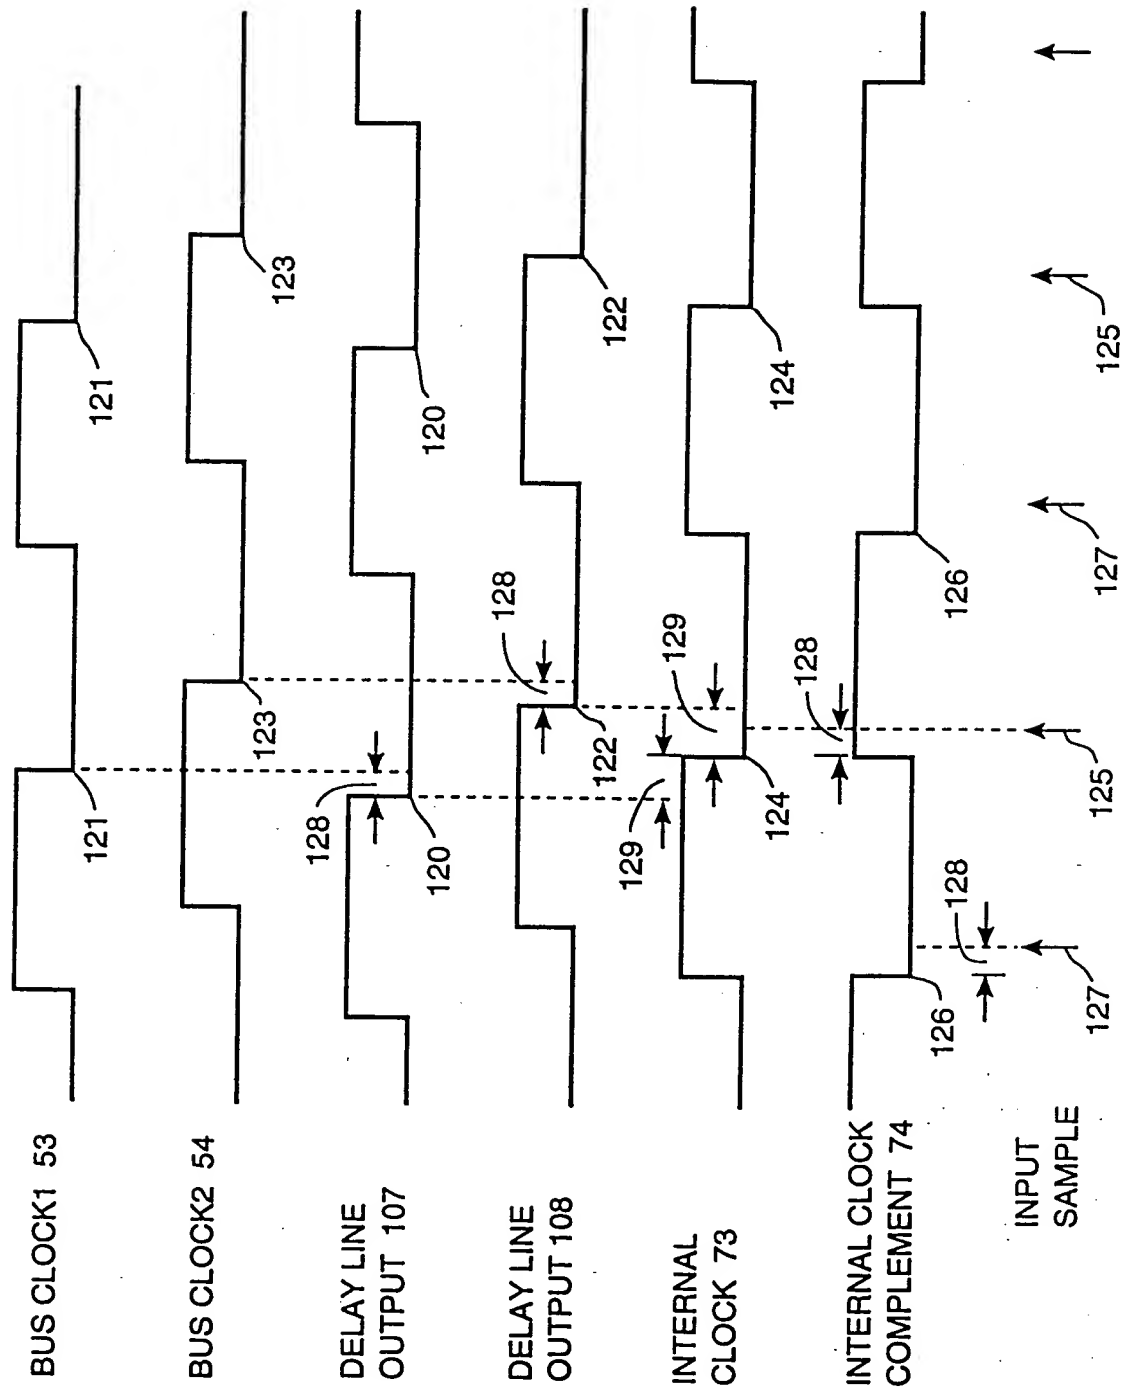 BUS CLOCK1 53
121
121
BUS CLOCK2 54
123
123
DELAY LINE
OUTPUT 107
128
120
120
DELAY LINE
OUTPUT 108
122
128
122
INTERNAL
CLOCK 73
129
124
129
124
INTERNAL CLOCK
COMPLEMENT 74
126
128
128
126
INPUT
SAMPLE
127
125
127
125